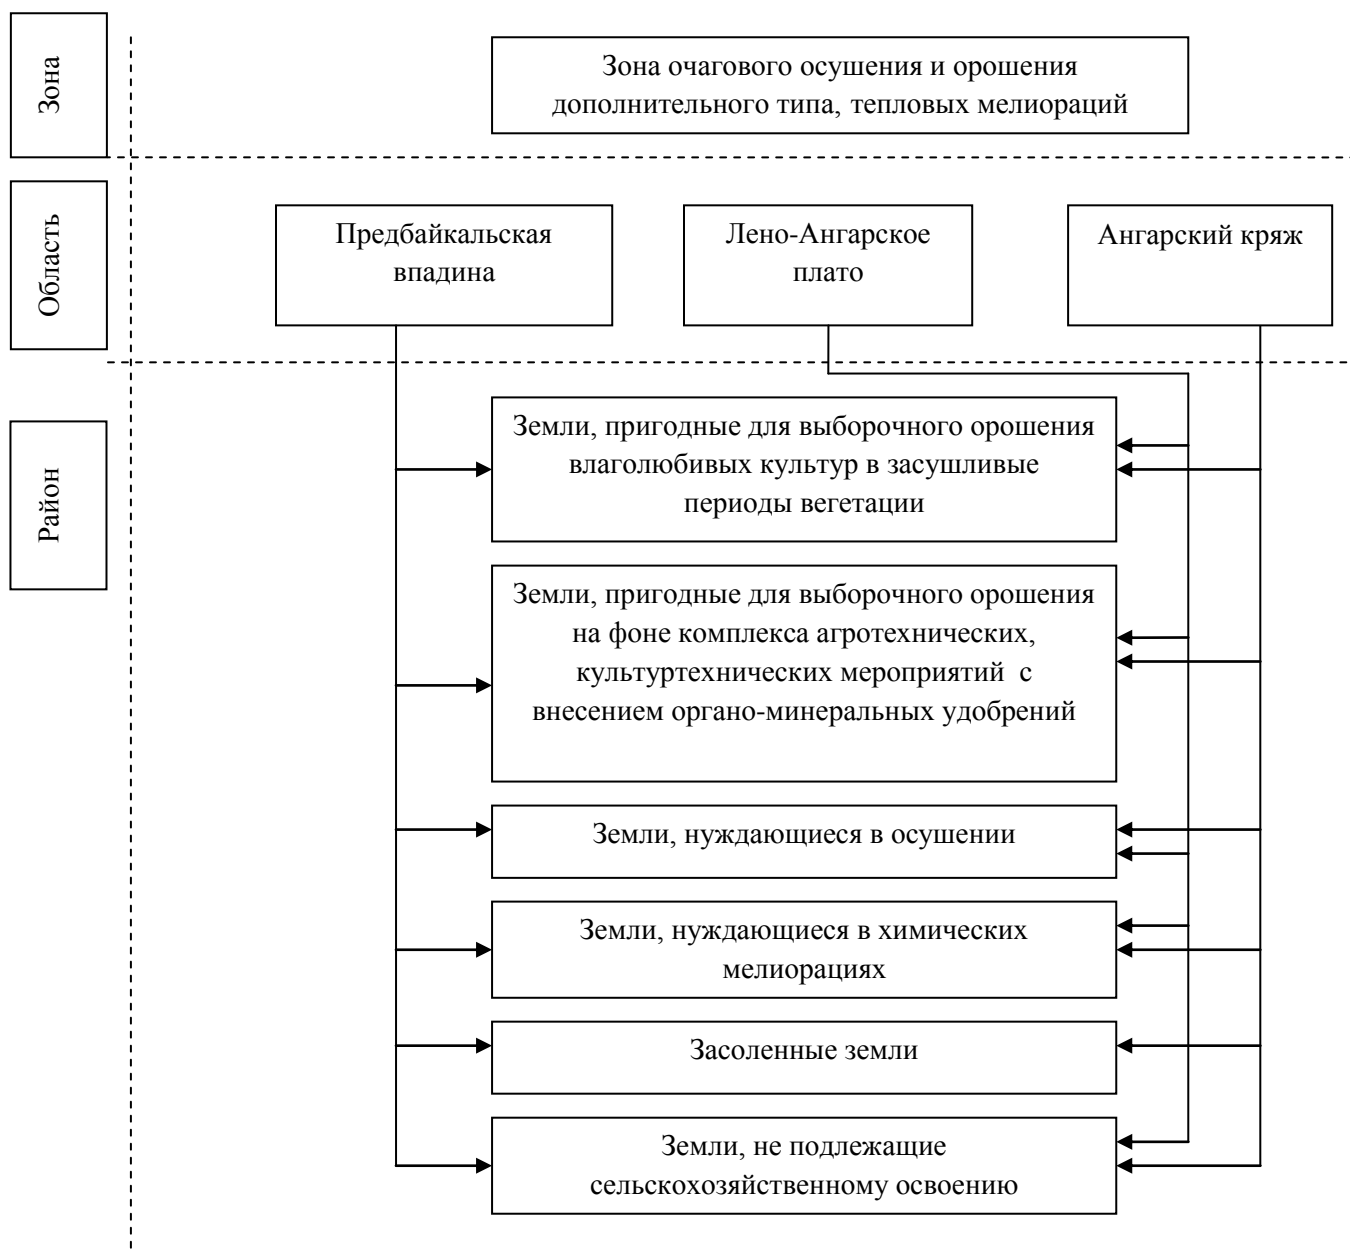 Зона
Зона очагового осушения и орошения
дополнительного типа, тепловых мелиораций
Область
Предбайкальская
впадина
Лено-Ангарское
плато
Ангарский кряж
Район
Земли, пригодные для выборочного орошения
влаголюбивых культур в засушливые
периоды вегетации
Земли, пригодные для выборочного орошения
на фоне комплекса агротехнических,
культуртехнических мероприятий с
внесением органо-минеральных удобрений
Земли, нуждающиеся в осушении
Земли, нуждающиеся в химических
мелиорациях
Засоленные земли
Земли, не подлежащие
сельскохозяйственному освоению